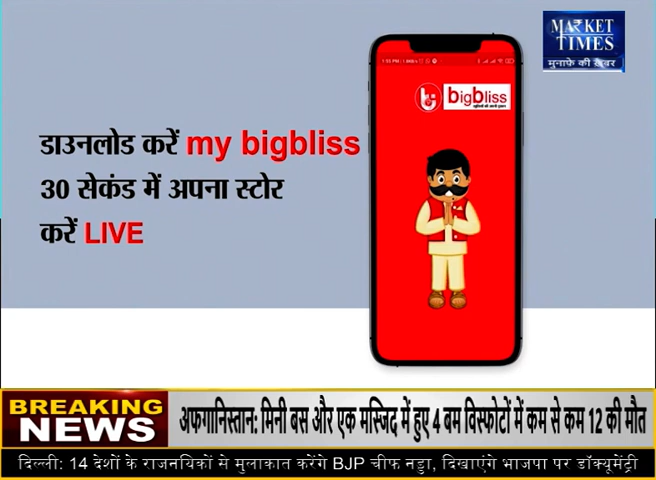 MARKET
TIMES
मुनाफे की खबर
bigbliss
डाउनलोड करें my bigbliss
30 सेकंड में अपना स्टोर
करें LIVE
BREAKING
NEWS
अफगानिस्तान: मिनी बस और एक मस्जिद में हुए 4 बम विस्फोटों में कम से कम 12 की मौत
दिल्ली: 14 देशों के राजनयिकों से मुलाकात करेंगे BJP चीफ नड्डा, दिखाएंगे भाजपा पर डॉक्यूमेंट्री